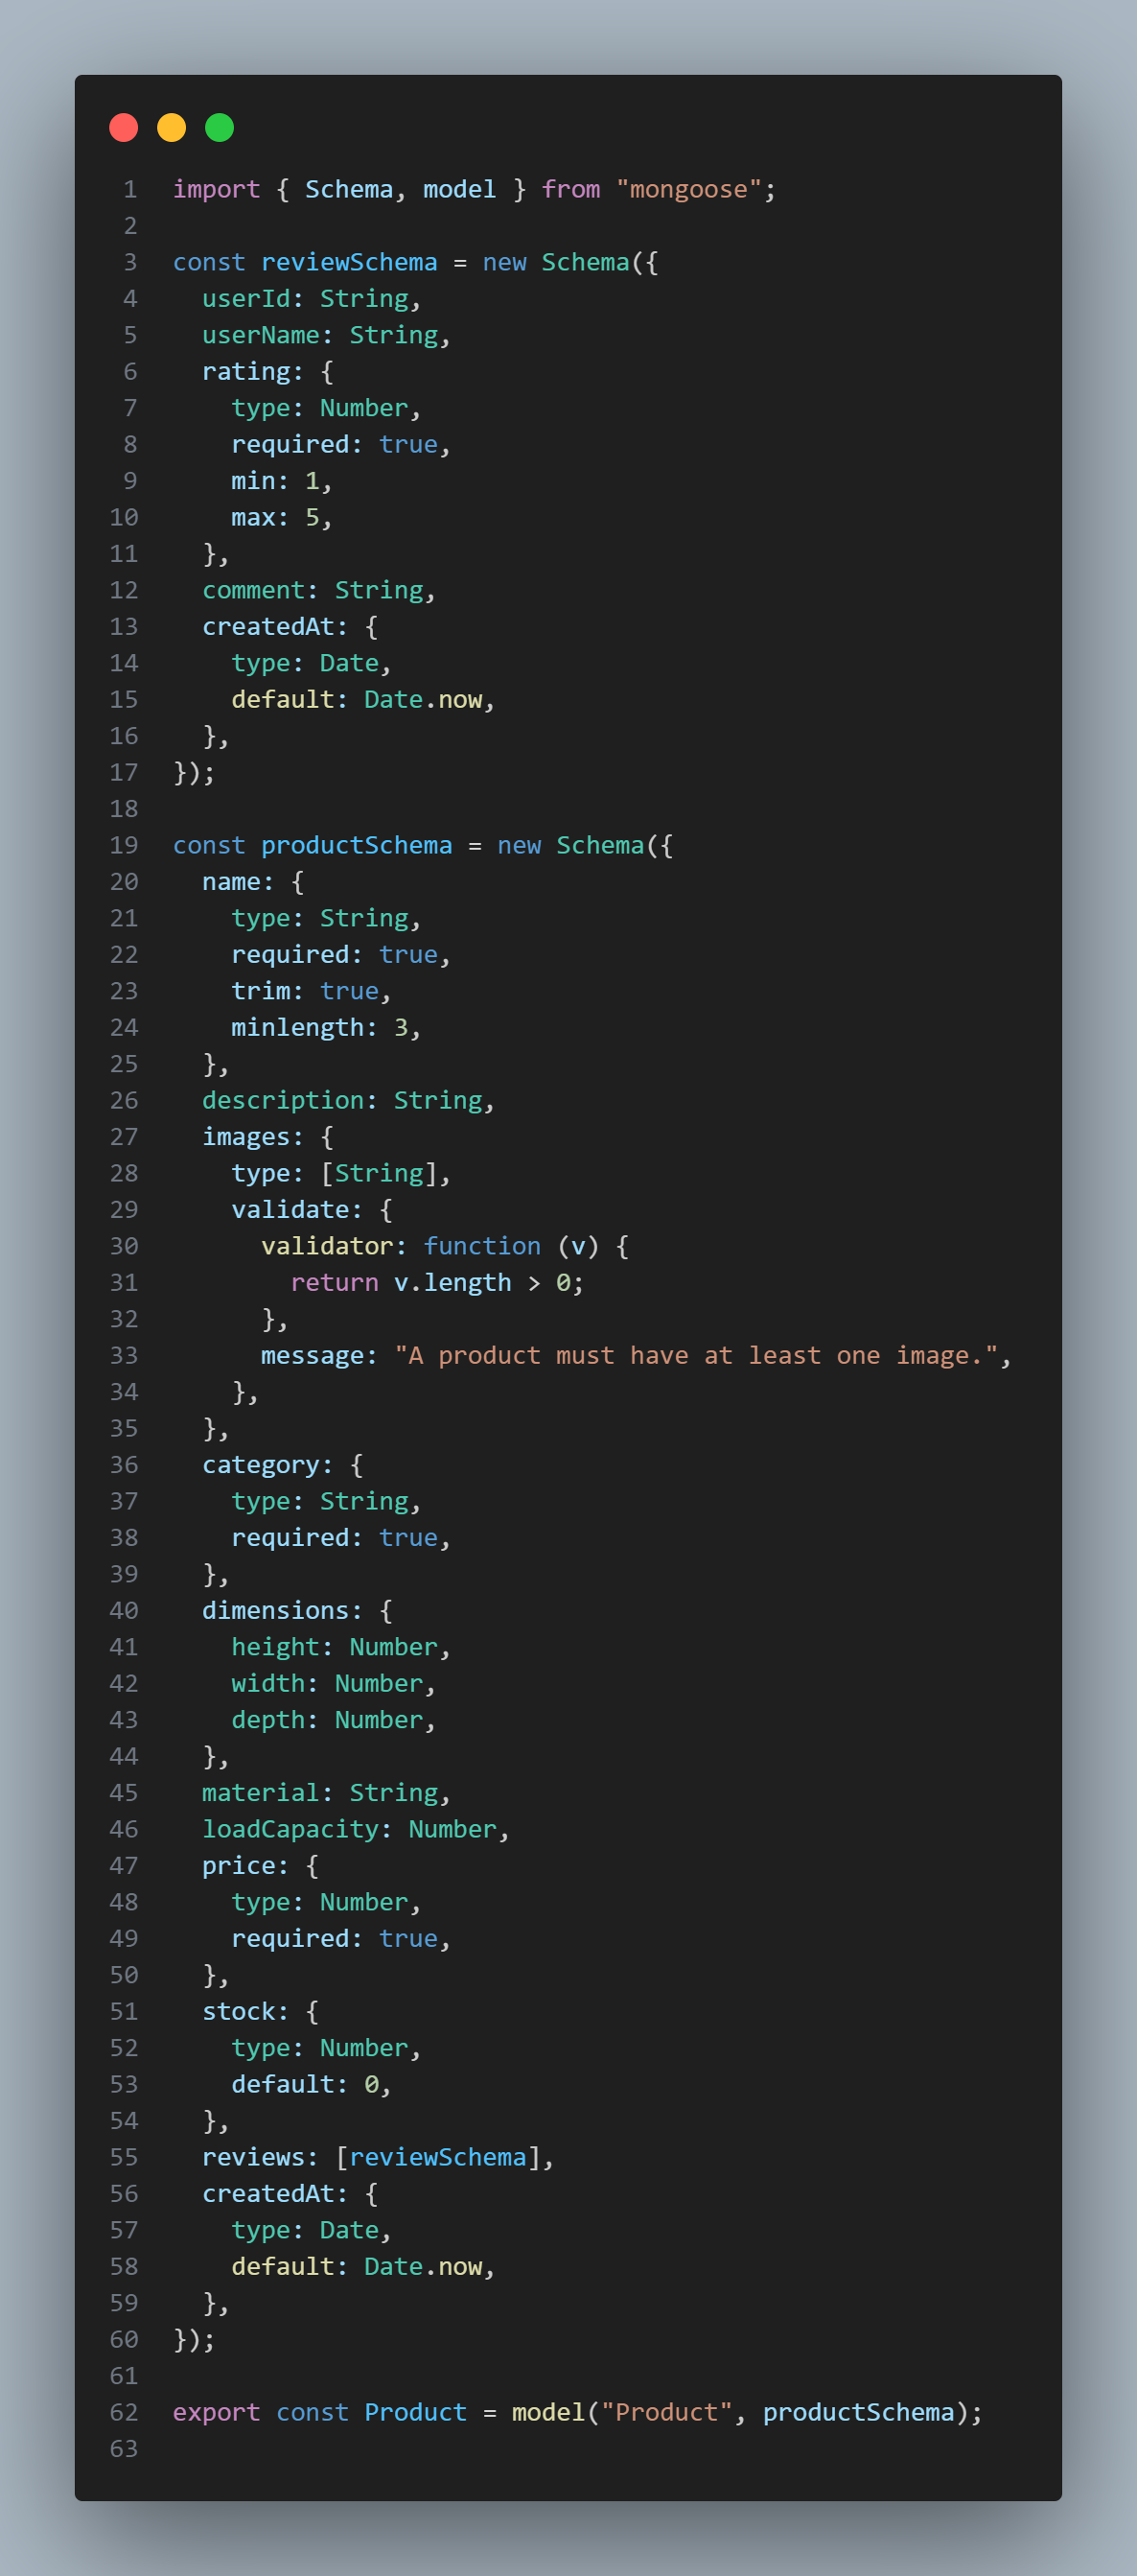 1 import { Schema, model } from "mongoose";
2
3 const reviewSchema = new Schema({
4   userId: String,
5   userName: String,
6   rating: {
7     type: Number,
8     required: true,
9     min: 1,
10     max: 5,
11   },
12   comment: String,
13   createdAt: {
14     type: Date,
15     default: Date.now,
16   },
17 });
18
19 const productSchema = new Schema({
20   name: {
21     type: String,
22     required: true,
23     trim: true,
24     minlength: 3,
25   },
26   description: String,
27   images: {
28     type: [String],
29     validate: {
30       validator: function (v) {
31         return v.length > 0;
32       },
33       message: "A product must have at least one image.",
34     },
35   },
36   category: {
37     type: String,
38     required: true,
39   },
40   dimensions: {
41     height: Number,
42     width: Number,
43     depth: Number,
44   },
45   material: String,
46   loadCapacity: Number,
47   price: {
48     type: Number,
49     required: true,
50   },
51   stock: {
52     type: Number,
53     default: 0,
54   },
55   reviews: [reviewSchema],
56   createdAt: {
57     type: Date,
58     default: Date.now,
59   },
60 });
61
62 export const Product = model("Product", productSchema);
63